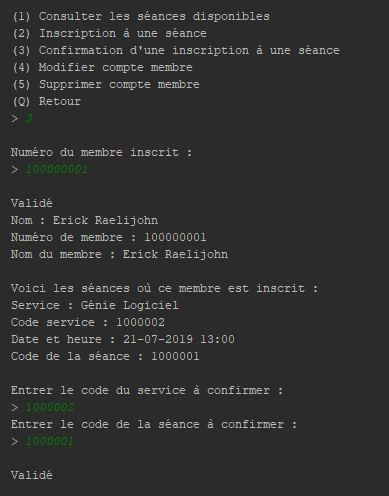 (1) Consulter les séances disponibles
(2) Inscription à une séance
(3) Confirmation d'une inscription à une séance
(4) Modifier compte membre
(5) Supprimer compte membre
(Q) Retour
> 3
Numéro du membre inscrit :
> 100000001
Validé
Nom : Erick Raelijohn
Numéro de membre : 100000001
Nom du membre : Erick Raelijohn
Voici les séances où ce membre est inscrit :
Service : Génie Logiciel
Code service : 1000002
Date et heure : 21-07-2019 13:00
Code de la séance : 1000001
Entrer le code du service à confirmer :
> 1000002
Entrer le code de la séance à confirmer :
> 1000001
Validé